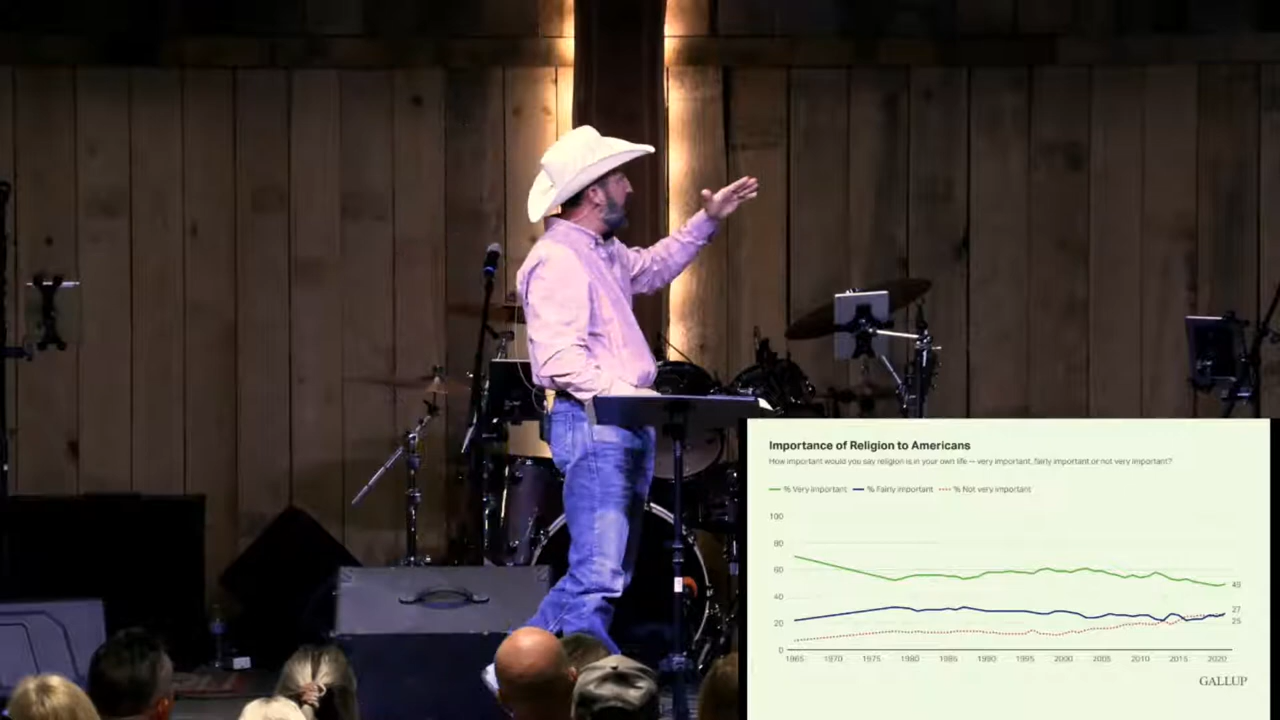 Importance of Religion to Americans
How important would you say religion is in your own life — very important, fairly important or not very important?
% Very important % Fairly important % Not very important
100
80
60
49
40
27
20
25
0
1965 1970 1975 1980 1985 1990 1995 2000 2005 2010 2015 2020
GALLUP